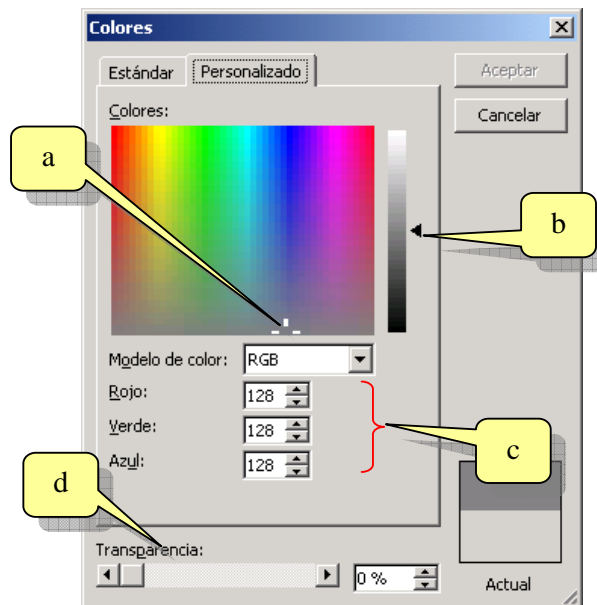 Colores
Estándar Personalizado Aceptar
Colores: Cancelar
a
b
Modelo de color: RGB
Rojo: 128
Verde: 128
Azul: 128
c
d
Transparencia:
0 %
Actual